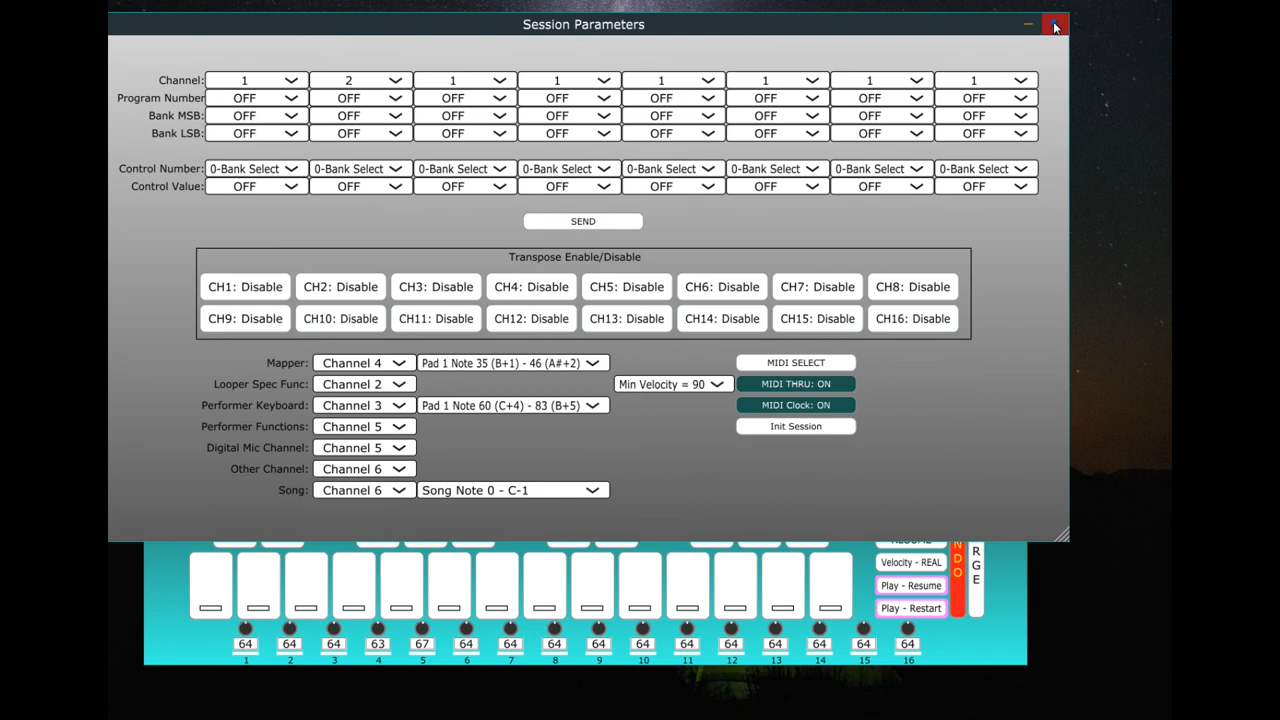 Session Parameters
Channel: 1 2 1 1 1 1 1 1
Program Number OFF OFF OFF OFF OFF OFF OFF OFF
Bank MSB: OFF OFF OFF OFF OFF OFF OFF OFF
Bank LSB: OFF OFF OFF OFF OFF OFF OFF OFF
Control Number: 0-Bank Select 0-Bank Select 0-Bank Select 0-Bank Select 0-Bank Select 0-Bank Select 0-Bank Select 0-Bank Select
Control Value: OFF OFF OFF OFF OFF OFF OFF OFF
SEND
Transpose Enable/Disable
CH1: Disable CH2: Disable CH3: Disable CH4: Disable CH5: Disable CH6: Disable CH7: Disable CH8: Disable
CH9: Disable CH10: Disable CH11: Disable CH12: Disable CH13: Disable CH14: Disable CH15: Disable CH16: Disable
Mapper: Channel 4 Pad 1 Note 35 (B+1) - 46 (A#+2) MIDI SELECT
Looper Spec Func: Channel 2 Min Velocity = 90 MIDI THRU: ON
Performer Keyboard: Channel 3 Pad 1 Note 60 (C+4) - 83 (B+5) MIDI Clock: ON
Performer Functions: Channel 5 Init Session
Digital Mic Channel: Channel 5
Other Channel: Channel 6
Song: Channel 6 Song Note 0 - C-1
Velocity - REAL
Play - Resume
Play - Restart
NDO
RGE
64 64 64 63 67 64 64 64 64 64 64 64 64 64 64 64
1 2 3 4 5 6 7 8 9 10 11 12 13 14 15 16